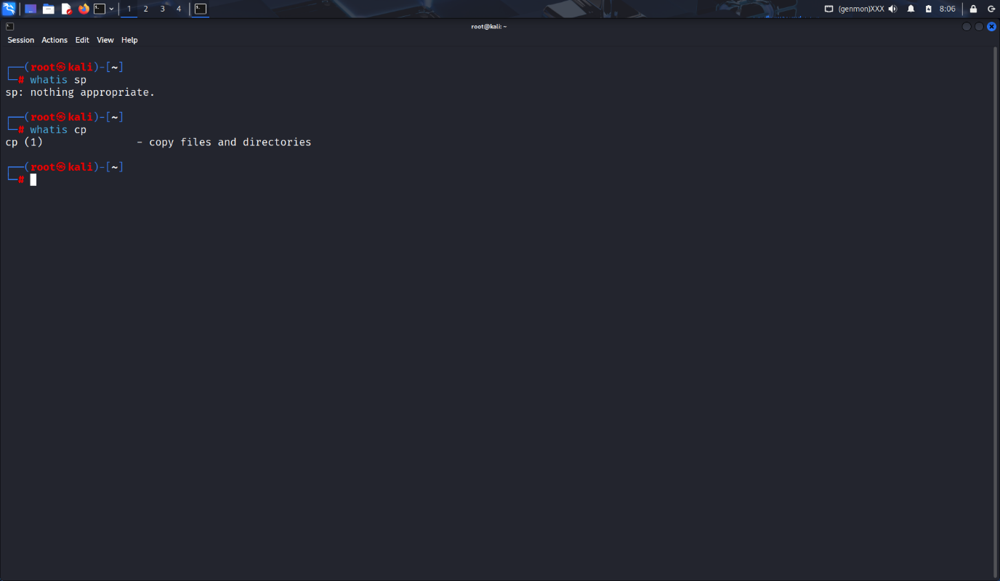 1 2 3 4 (genmon)XXX 8:06
root@kali: ~
Session Actions Edit View Help
┌──(root㉿kali)-[~]
└─# whatis sp
sp: nothing appropriate.
┌──(root㉿kali)-[~]
└─# whatis cp
cp (1)               - copy files and directories
┌──(root㉿kali)-[~]
└─#